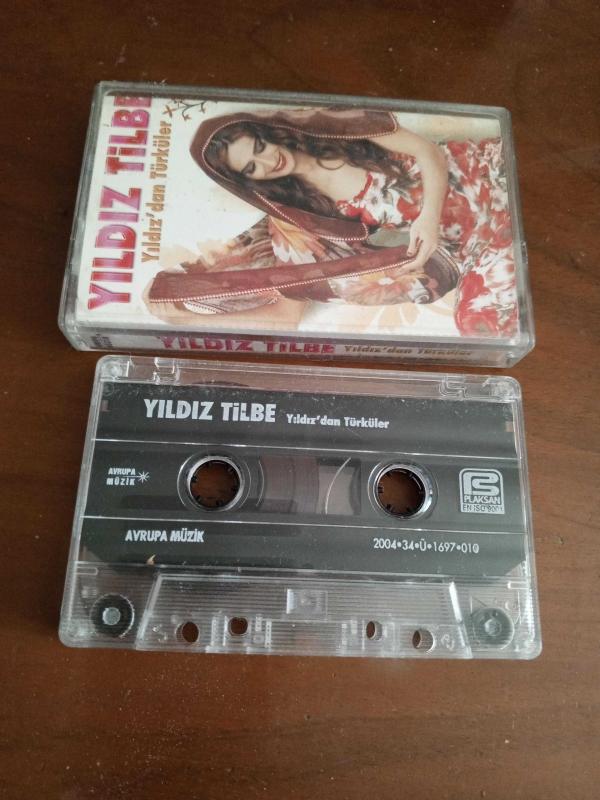 YILDIZ TİLBE
Yıldız'dan Türküler
YILDIZ TİLBE Yıldız'dan Türküler
YILDIZ TİLBE Yıldız'dan Türküler
AVRUPA
MÜZİK
PLAKSAN
EN ISO 9001
AVRUPA MÜZİK
2004•34•Ü•1697•010